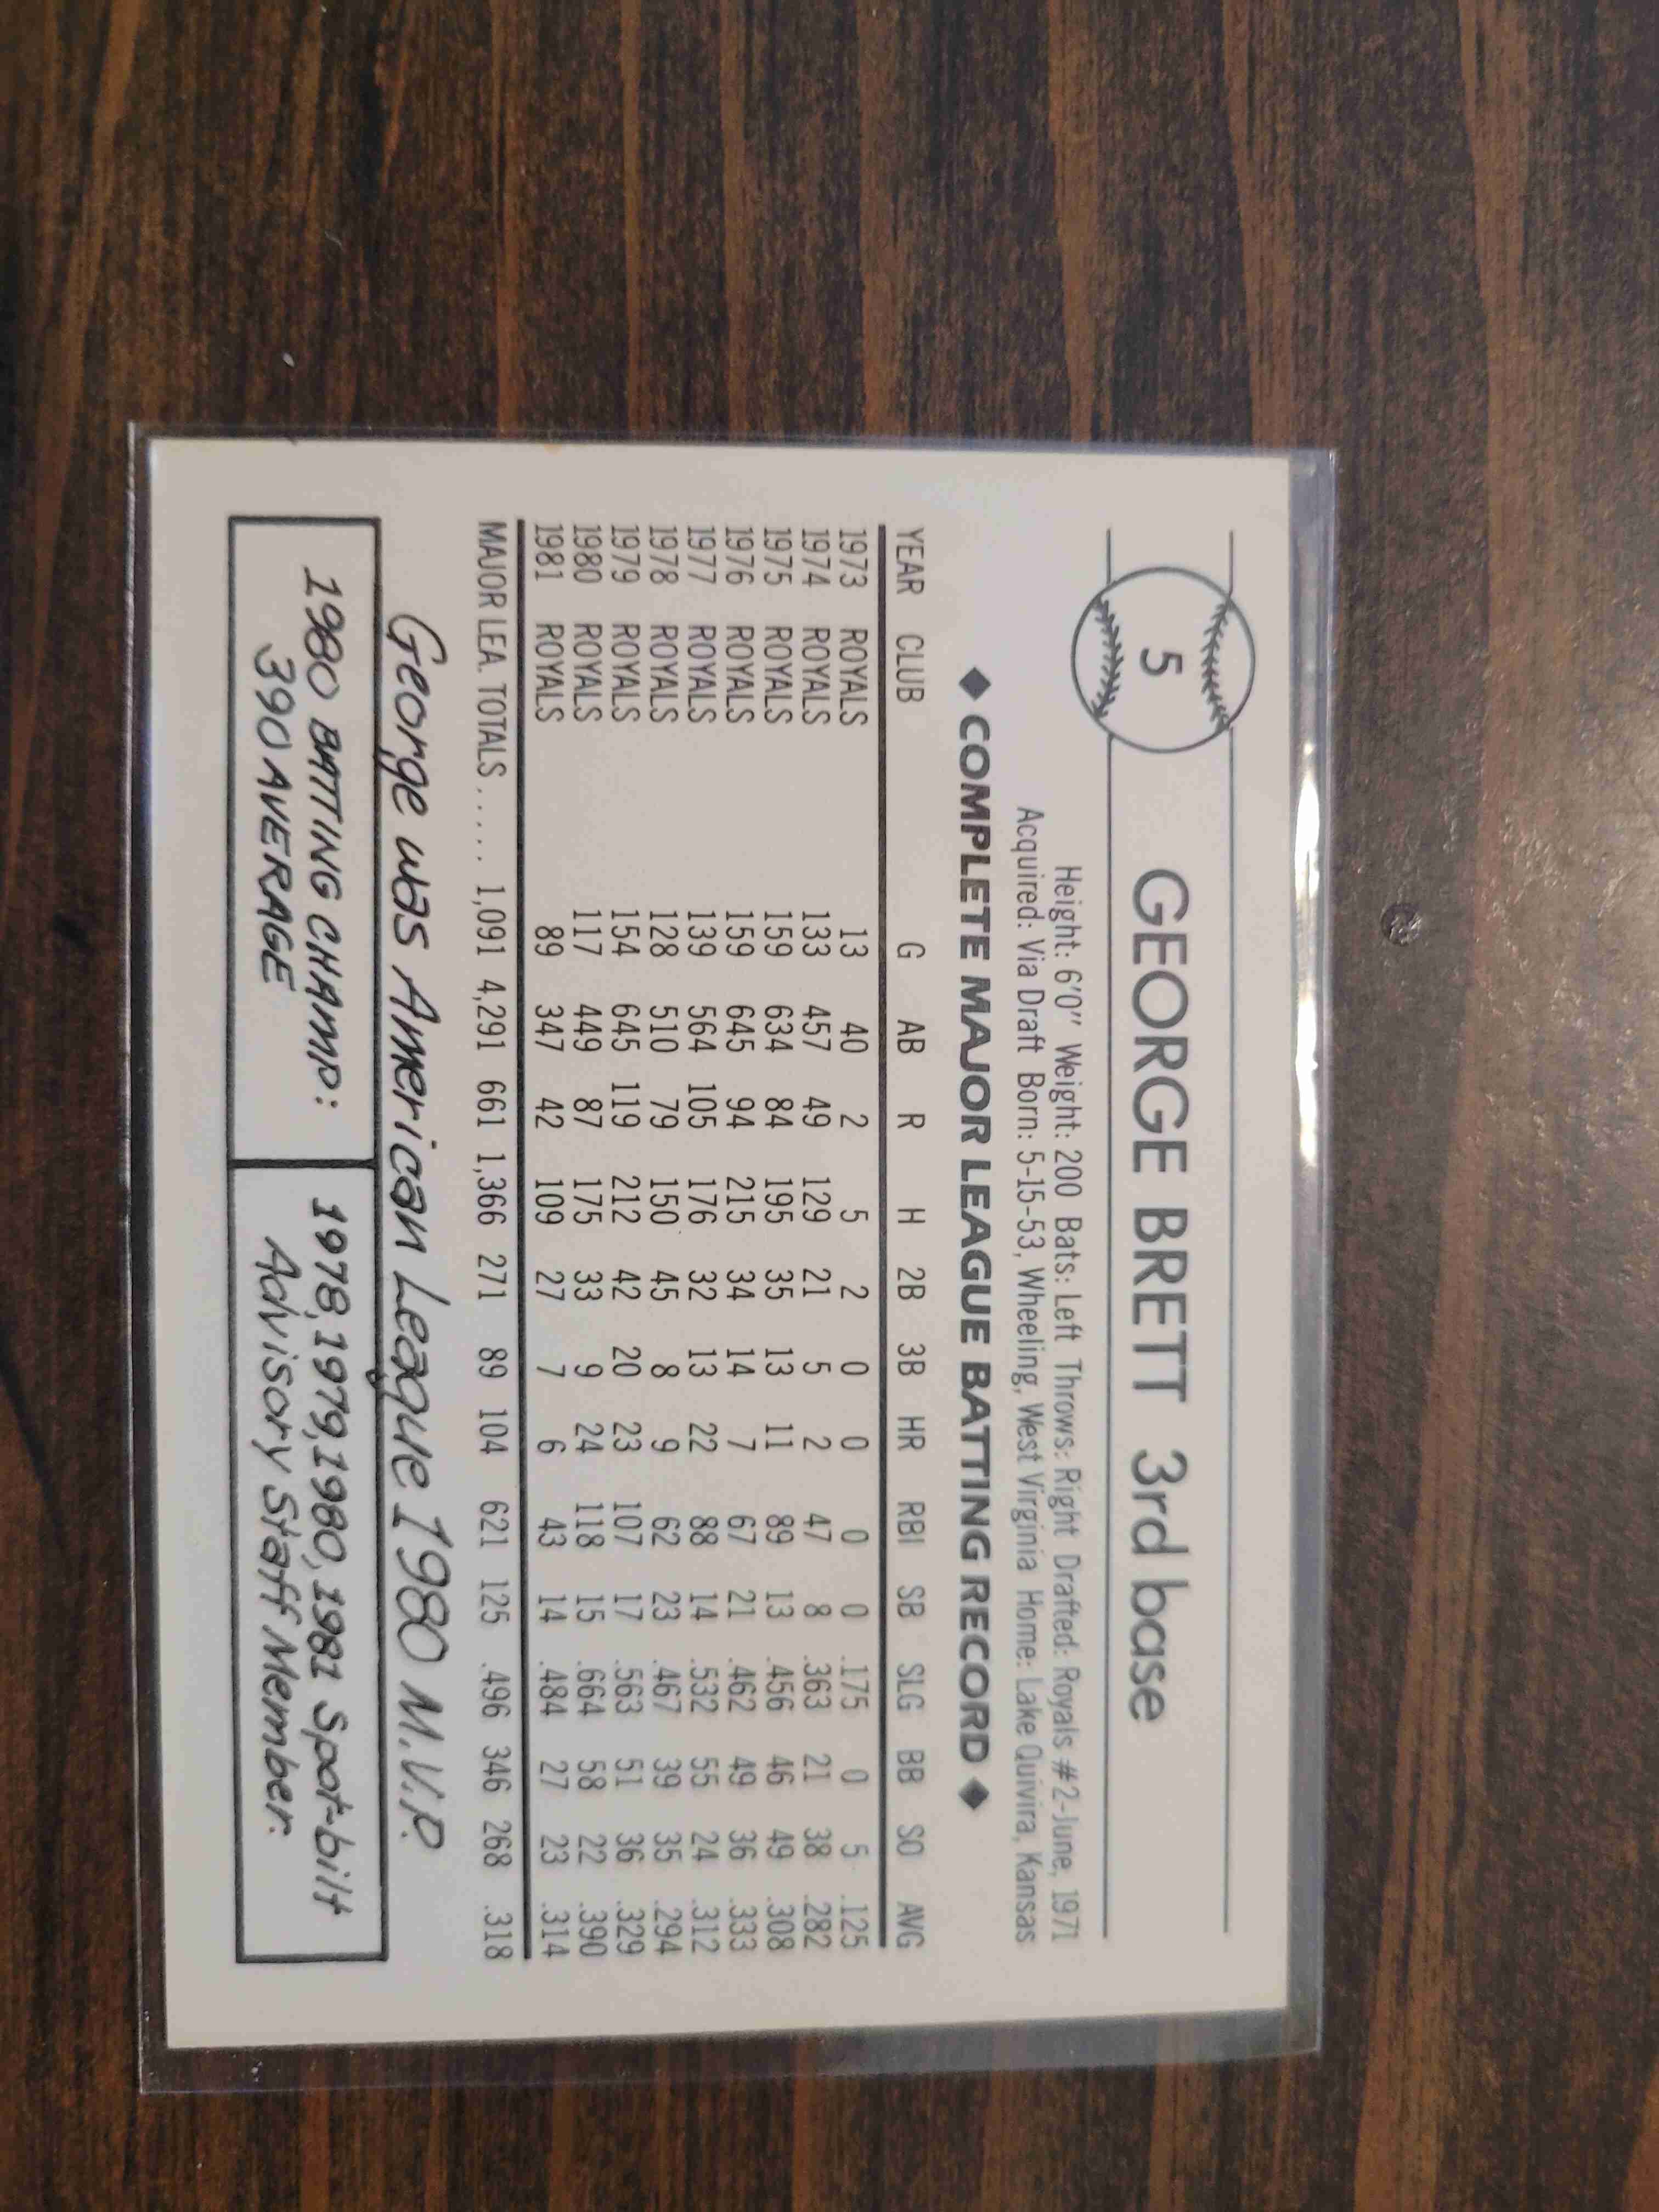 5 GEORGE BRETT 3rd base
Height: 6'0" Weight: 200 Bats: Left Throws: Right Drafted: Royals #2-June, 1971
Acquired: Via Draft Born: 5-15-53, Wheeling, West Virginia Home: Lake Quivira, Kansas
◆ COMPLETE MAJOR LEAGUE BATTING RECORD ◆
YEAR CLUB G AB R H 2B 3B HR RBI SB SLG BB SO AVG
1973 ROYALS 13 40 2 5 2 0 0 0 0 .175 0 5 .125
1974 ROYALS 133 457 49 129 21 5 2 47 8 .363 21 38 .282
1975 ROYALS 159 634 84 195 35 13 11 89 13 .456 46 49 .308
1976 ROYALS 159 645 94 215 34 14 7 67 21 .462 49 36 .333
1977 ROYALS 139 564 105 176 32 13 22 88 14 .532 55 24 .312
1978 ROYALS 128 510 79 150 45 8 9 62 23 .467 39 35 .294
1979 ROYALS 154 645 119 212 42 20 23 107 17 .563 51 36 .329
1980 ROYALS 117 449 87 175 33 9 24 118 15 .664 58 22 .390
1981 ROYALS 89 347 42 109 27 7 6 43 14 .484 27 23 .314
MAJOR LEA. TOTALS..... 1,091 4,291 661 1,366 271 89 104 621 125 .496 346 268 .318
George was American League 1980 M.V.P.
1980 BATTING CHAMP:
390 AVERAGE
1978, 1979, 1980, 1981 Spot-bilt
Advisory Staff Member.